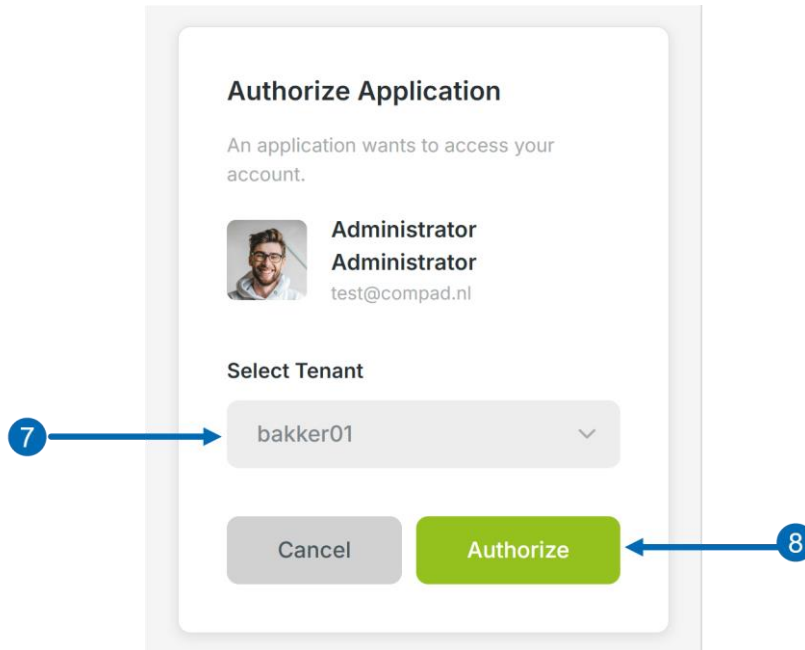 Authorize Application
An application wants to access your
account.
Administrator
Administrator
test@compad.nl
Select Tenant
7
bakker01
Cancel
Authorize
8